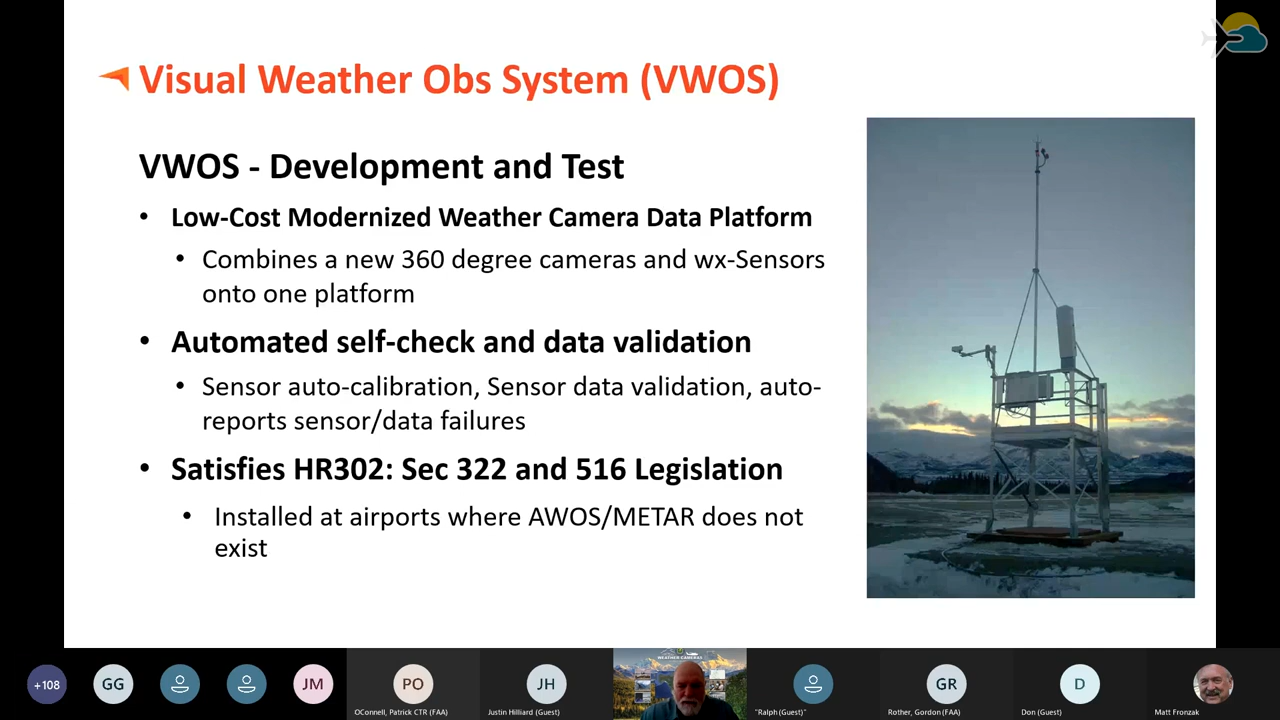 Visual Weather Obs System (VWOS)
VWOS - Development and Test
• Low-Cost Modernized Weather Camera Data Platform
• Combines a new 360 degree cameras and wx-Sensors
onto one platform
• Automated self-check and data validation
• Sensor auto-calibration, Sensor data validation, auto-
reports sensor/data failures
• Satisfies HR302: Sec 322 and 516 Legislation
• Installed at airports where AWOS/METAR does not
exist
WEATHER CAMERAS
+108
GG
JM
PO
JH
GR
D
OConnell, Patrick CTR (FAA)
Justin Hilliard (Guest)
"Ralph (Guest)"
Rother, Gordon (FAA)
Don (Guest)
Matt Fronzak